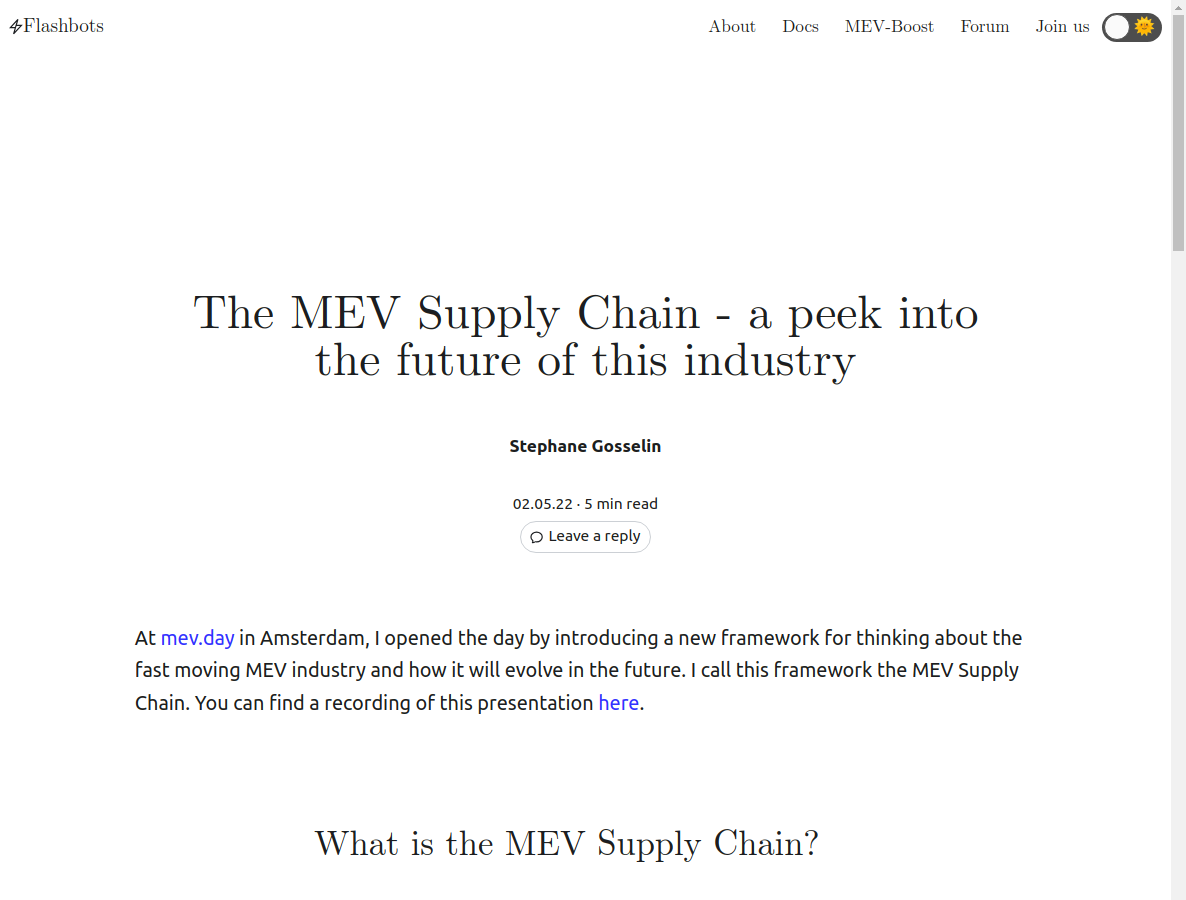 Flashbots
About Docs MEV-Boost Forum Join us
The MEV Supply Chain - a peek into
the future of this industry
Stephane Gosselin
02.05.22 · 5 min read
Leave a reply
At mev.day in Amsterdam, I opened the day by introducing a new framework for thinking about the
fast moving MEV industry and how it will evolve in the future. I call this framework the MEV Supply
Chain. You can find a recording of this presentation here.
What is the MEV Supply Chain?